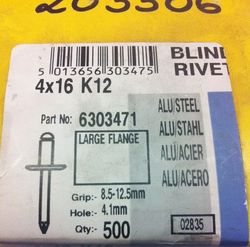 203306
BLIND
RIVET
5 013656 303475
4x16 K12
Part No: 6303471
LARGE FLANGE
ALU/STEEL
ALU/STAHL
ALU/ACIER
ALU/ACERO
Grip:- 8.5-12.5mm
Hole:- 4.1mm
Qty:- 500
02835